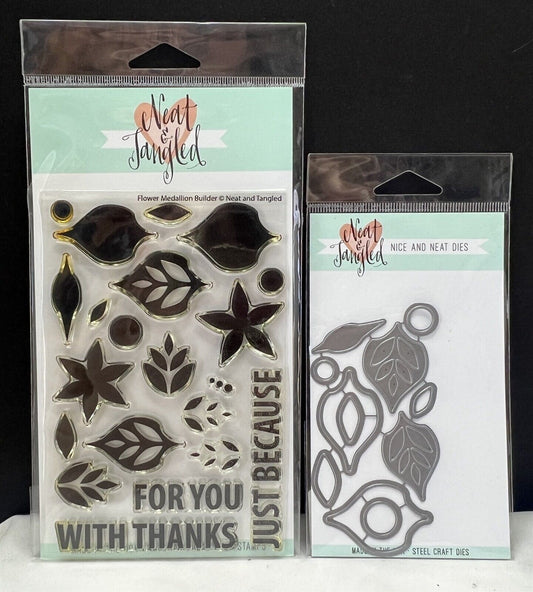 Neat
&
Tangled
Flower Medallion Builder © Neat and Tangled
JUST BECAUSE
FOR YOU
WITH THANKS
STAMPS
Neat
&
Tangled
NICE AND NEAT DIES
STEEL CRAFT DIES